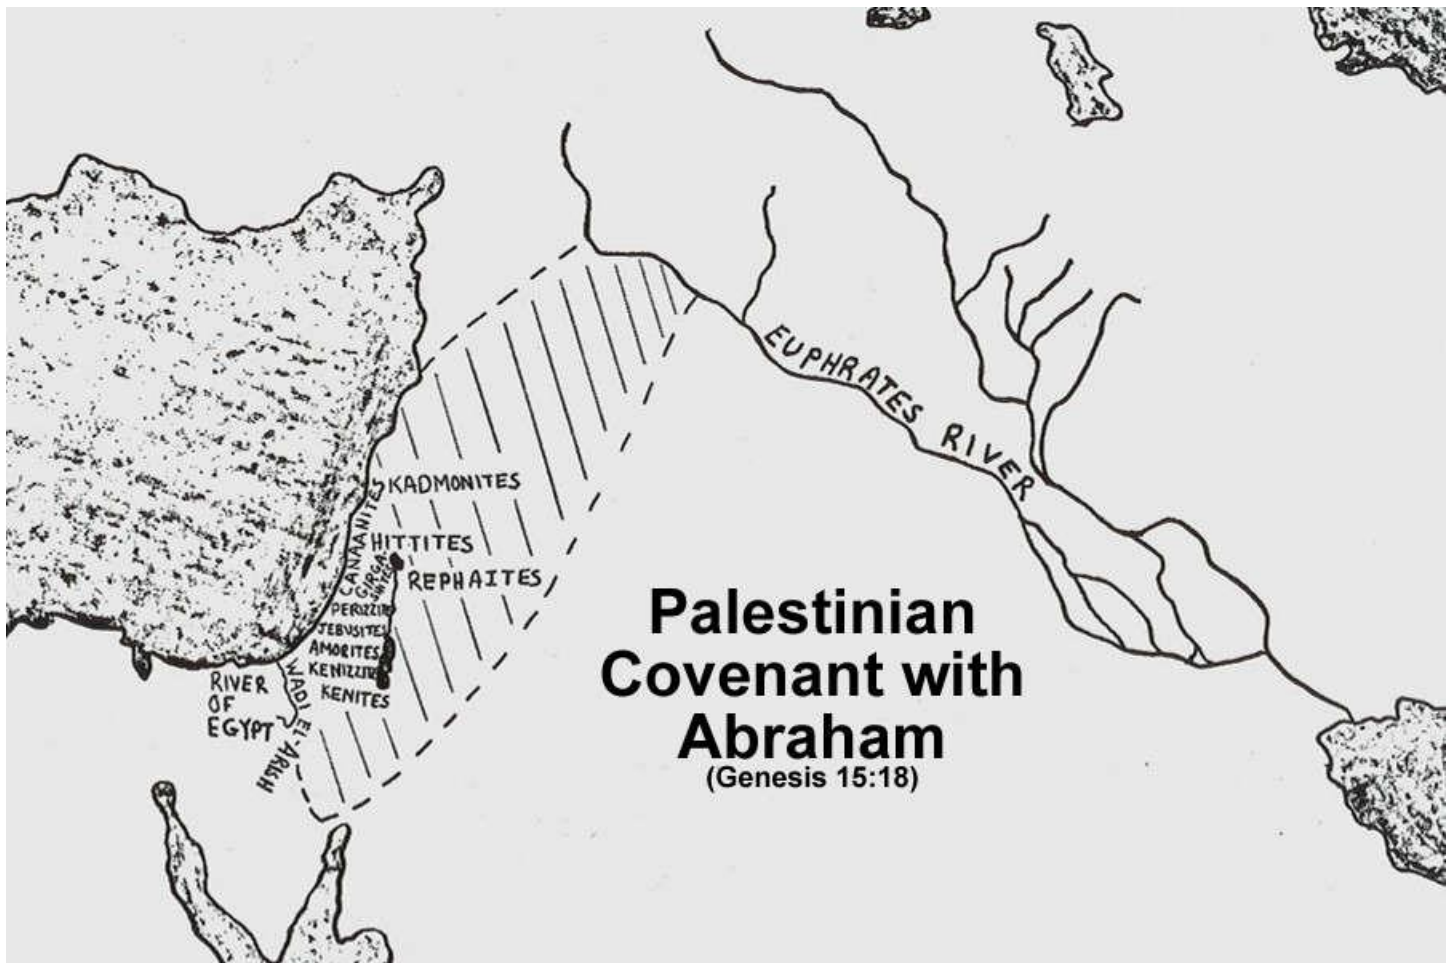 EUPHRATES RIVER
KADMONITES
CANAANITES
HITTITES
GIRGASHITES
REPHAITES
PERIZZITES
JEBUSITES
AMORITES
KENIZZITES
KENITES
WADI EL-ARISH
RIVER
OF
EGYPT
Palestinian
Covenant with
Abraham
(Genesis 15:18)